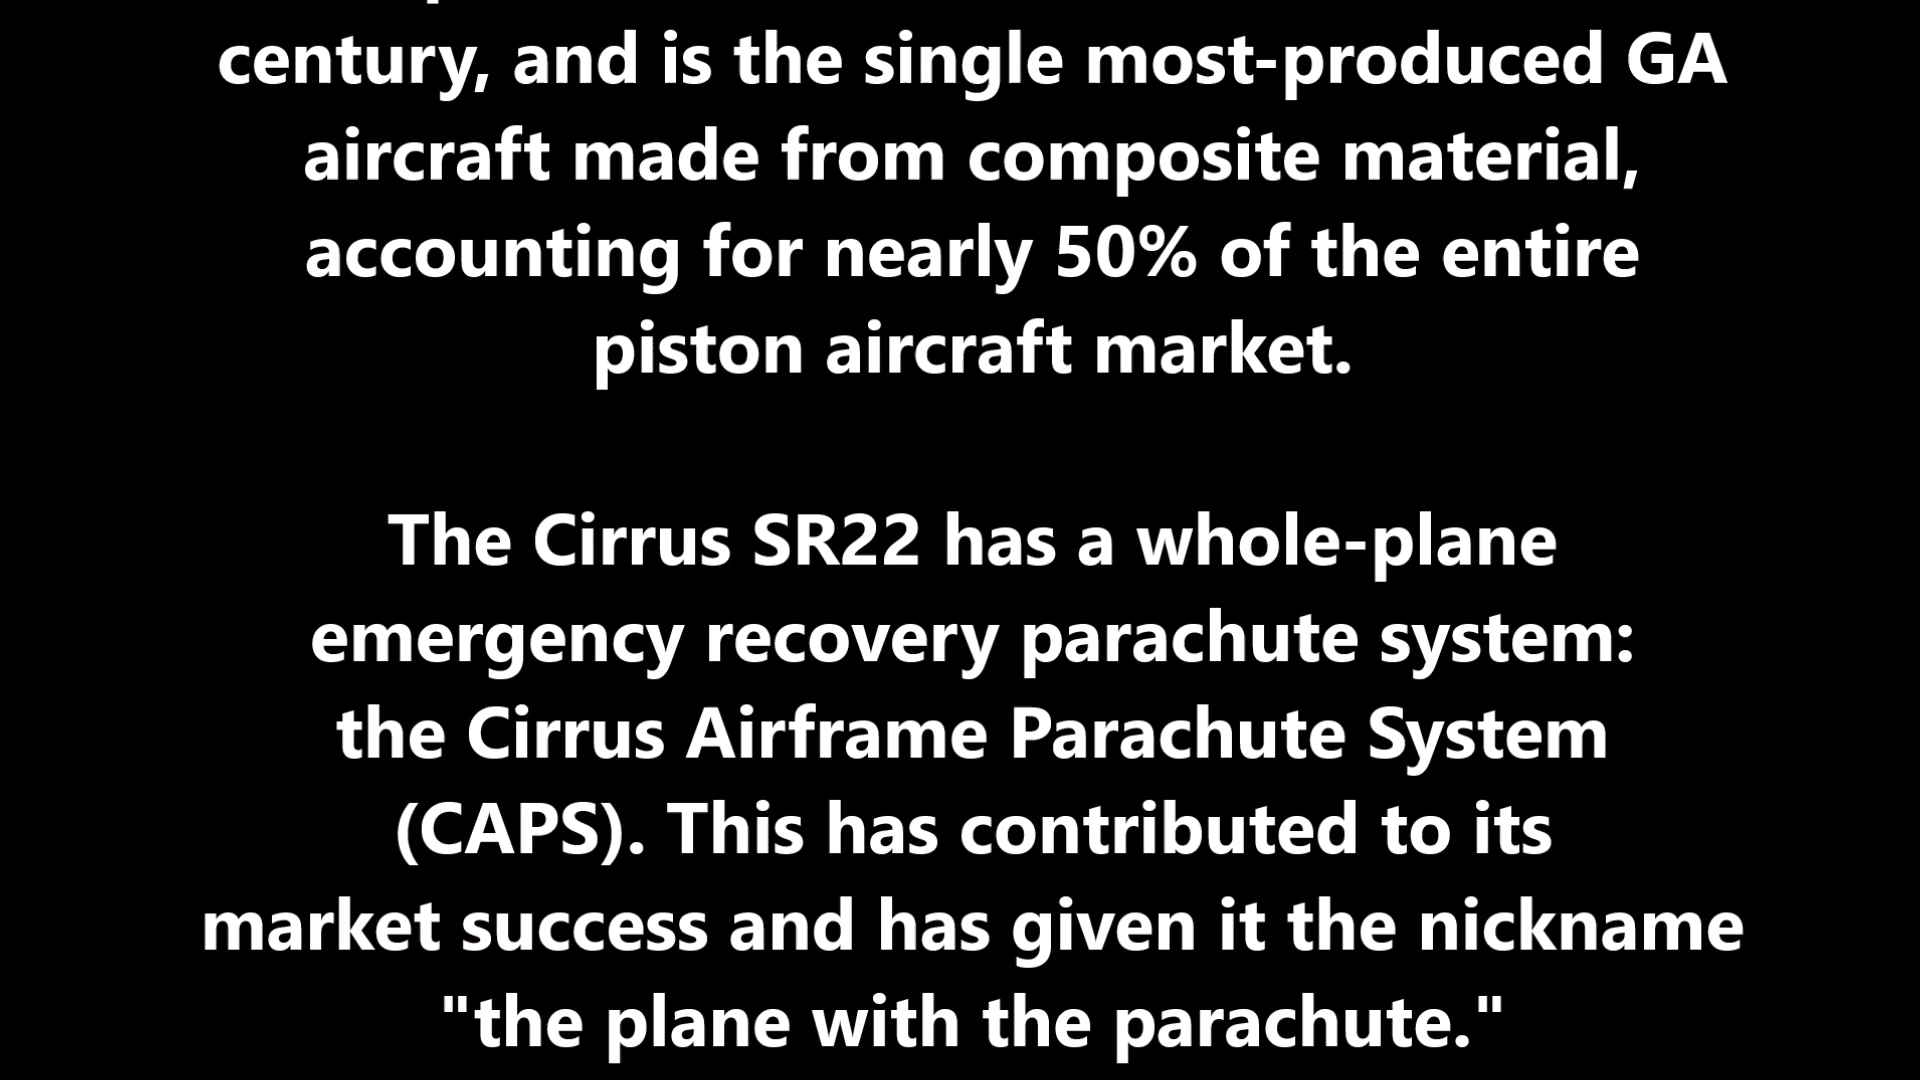 century, and is the single most-produced GA
aircraft made from composite material,
accounting for nearly 50% of the entire
piston aircraft market.
The Cirrus SR22 has a whole-plane
emergency recovery parachute system:
the Cirrus Airframe Parachute System
(CAPS). This has contributed to its
market success and has given it the nickname
"the plane with the parachute."